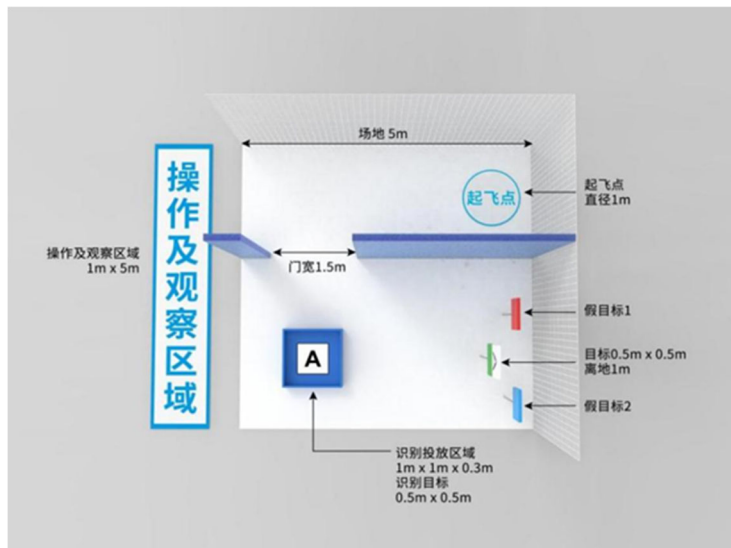 场地 5m
操作及观察区域
起飞点
起飞点
直径1m
操作及观察区域
1m x 5m
门宽1.5m
假目标1
A
目标0.5m x 0.5m
离地1m
假目标2
识别投放区域
1m x 1m x 0.3m
识别目标
0.5m x 0.5m